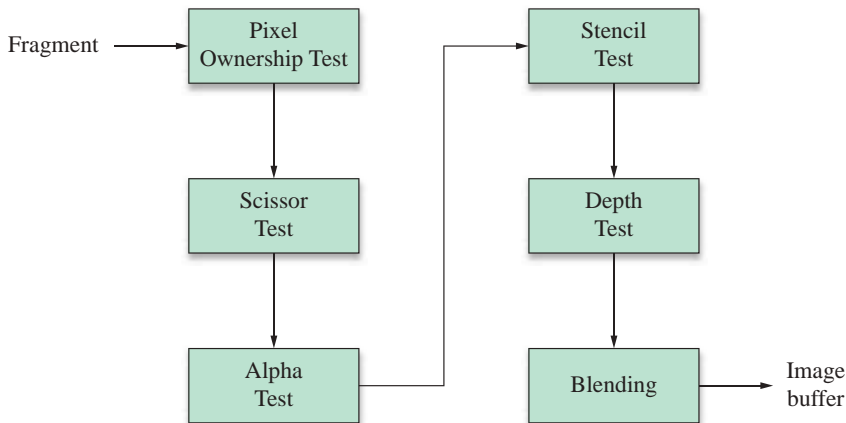 Fragment
Pixel
Ownership Test
Scissor
Test
Alpha
Test
Stencil
Test
Depth
Test
Blending
Image
buffer